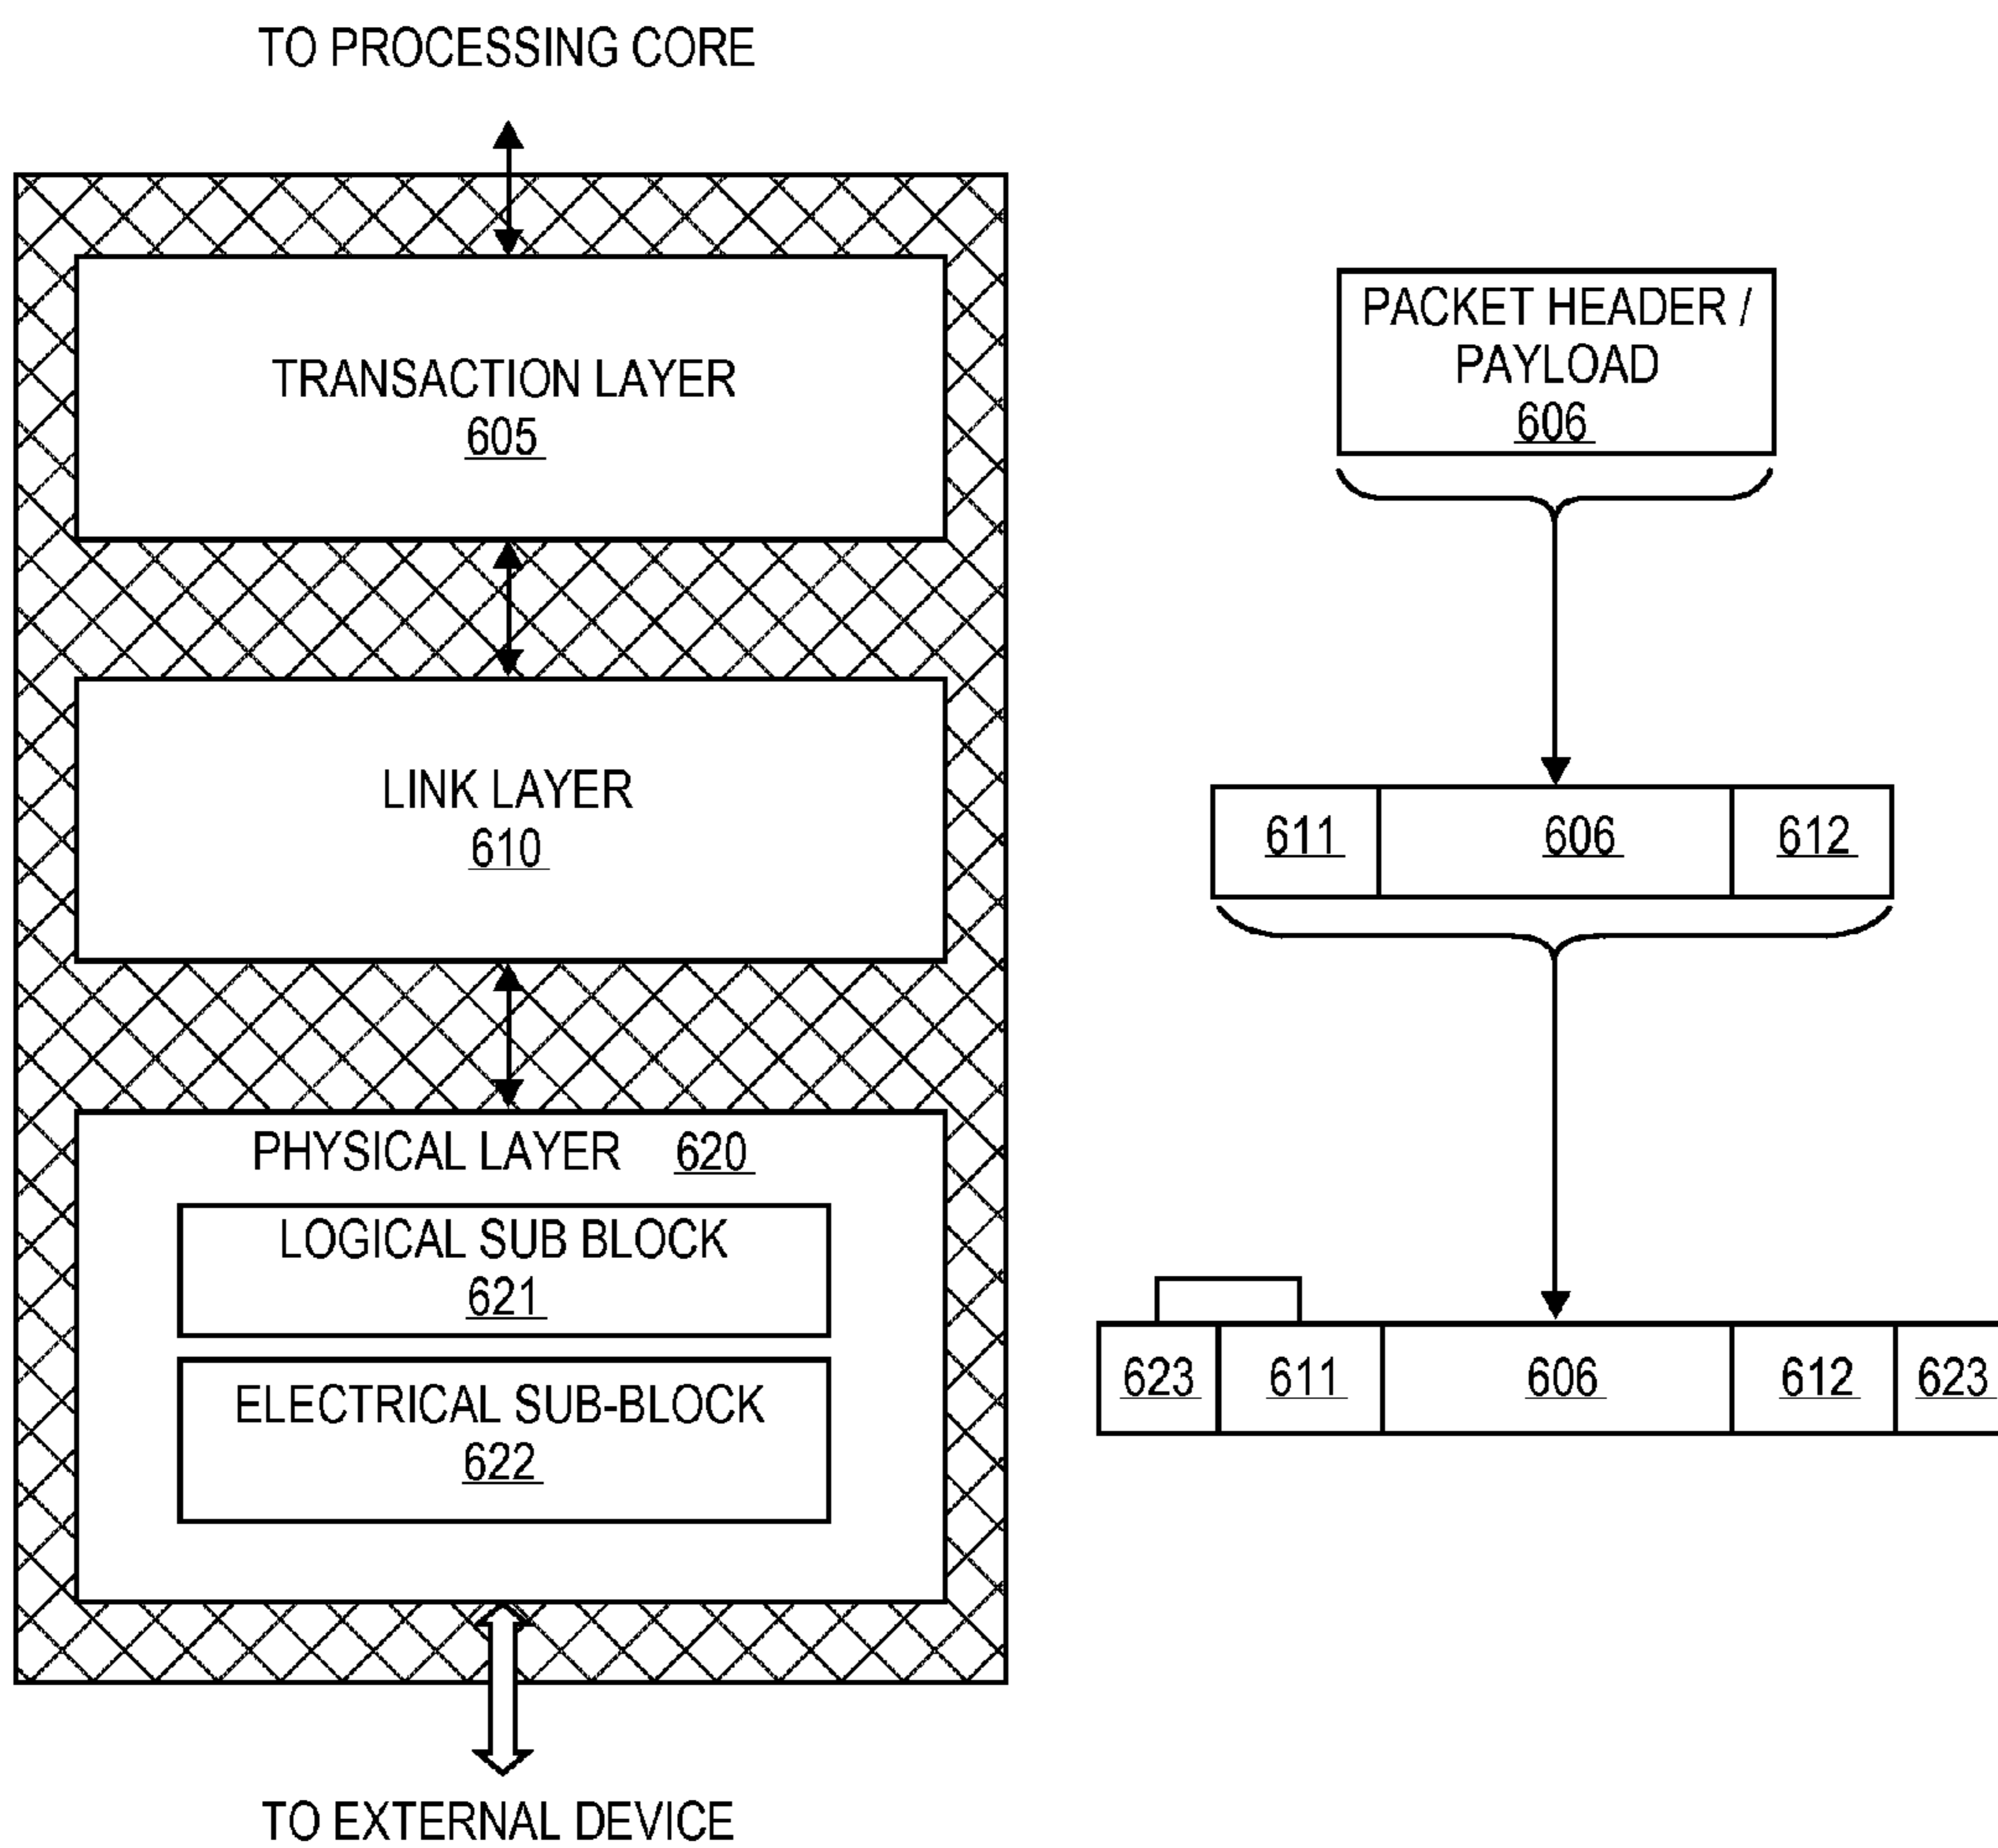 TO PROCESSING CORE
TRANSACTION LAYER
605
LINK LAYER
610
PHYSICAL LAYER 620
LOGICAL SUB BLOCK
621
ELECTRICAL SUB-BLOCK
622
TO EXTERNAL DEVICE
PACKET HEADER /
PAYLOAD
606
611 606 612
623 611 606 612 623